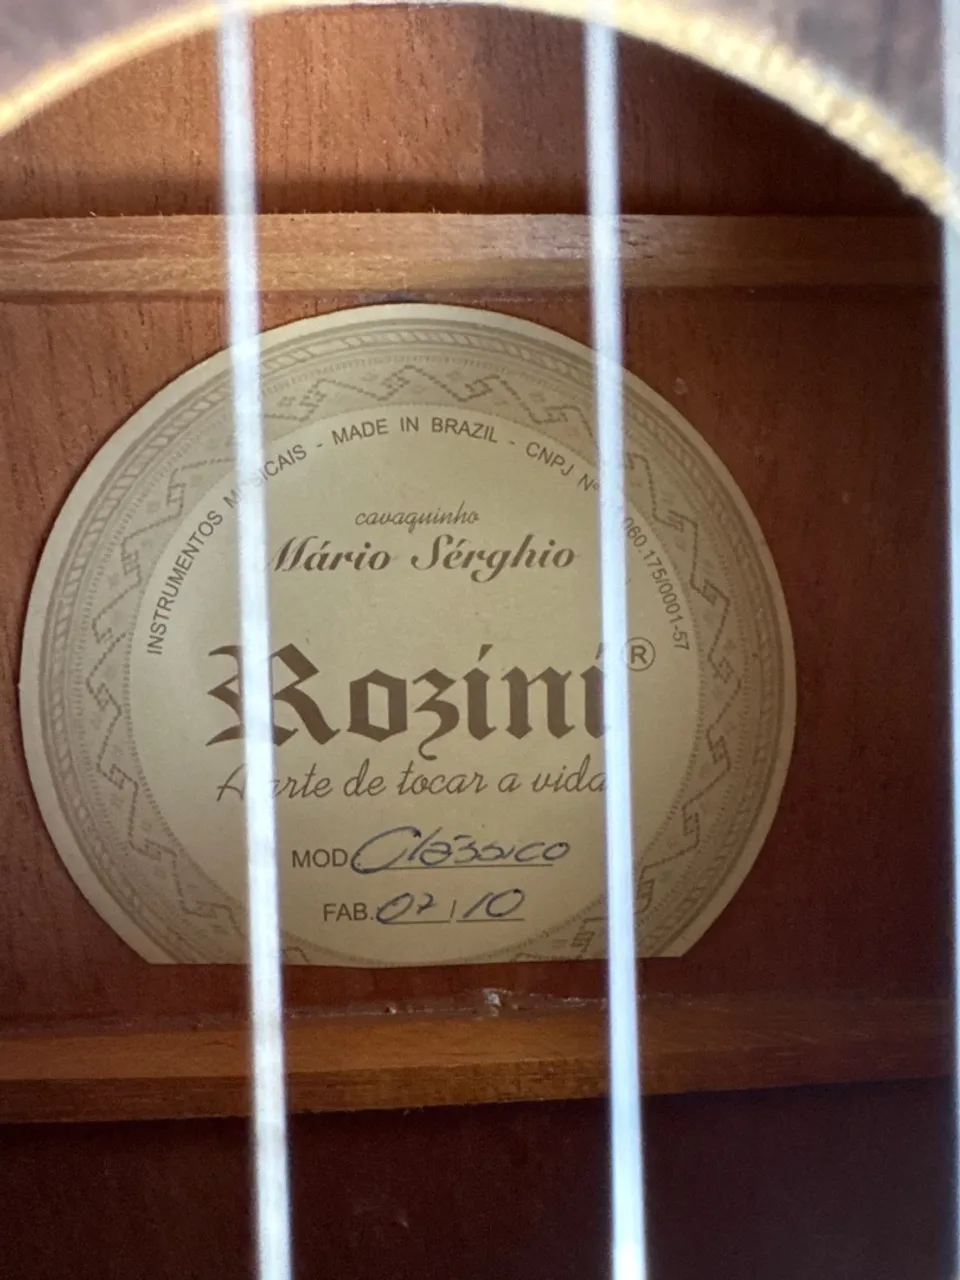 INSTRUMENTOS MUSICAIS - MADE IN BRAZIL - CNPJ Nº 060.175/0001-57
cavaquinho
Mário Sérghio
Rozini®
A arte de tocar a vida
MOD Clássico
FAB. 07/10